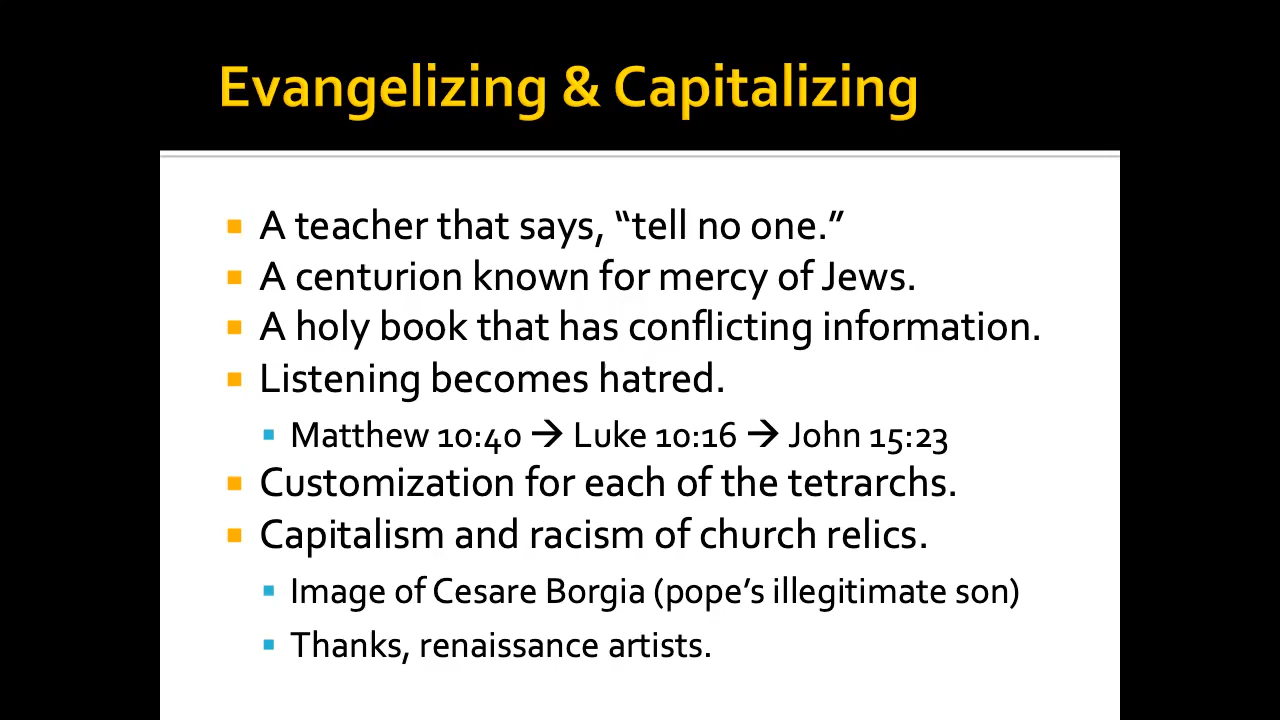 Evangelizing & Capitalizing
A teacher that says, “tell no one.”
A centurion known for mercy of Jews.
A holy book that has conflicting information.
Listening becomes hatred.
Matthew 10:40 → Luke 10:16 → John 15:23
Customization for each of the tetrarchs.
Capitalism and racism of church relics.
Image of Cesare Borgia (pope’s illegitimate son)
Thanks, renaissance artists.